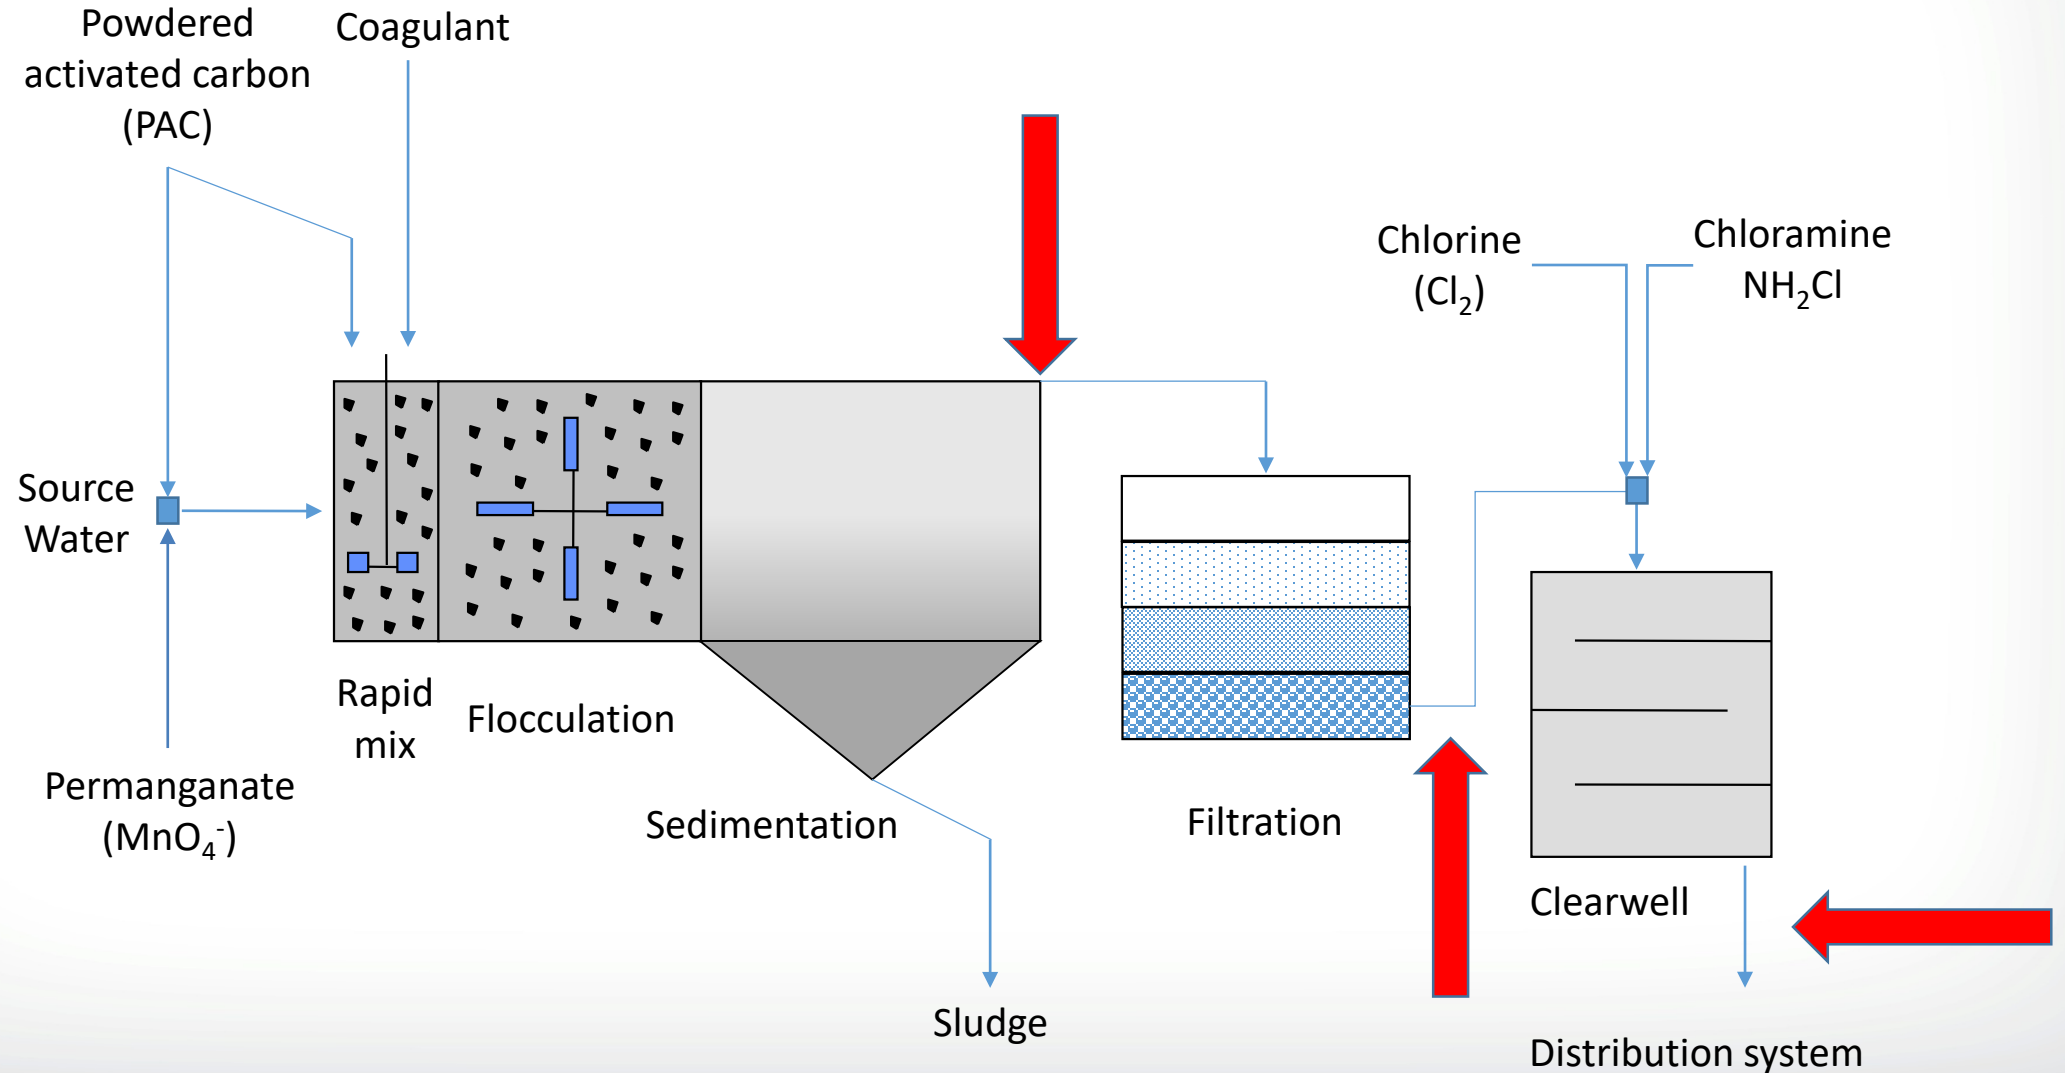 Powdered
activated carbon
(PAC)
Coagulant
Chlorine
(Cl₂)
Chloramine
NH₂Cl
Source
Water
Rapid
mix
Flocculation
Permanganate
(MnO₄⁻)
Sedimentation
Filtration
Clearwell
Sludge
Distribution system